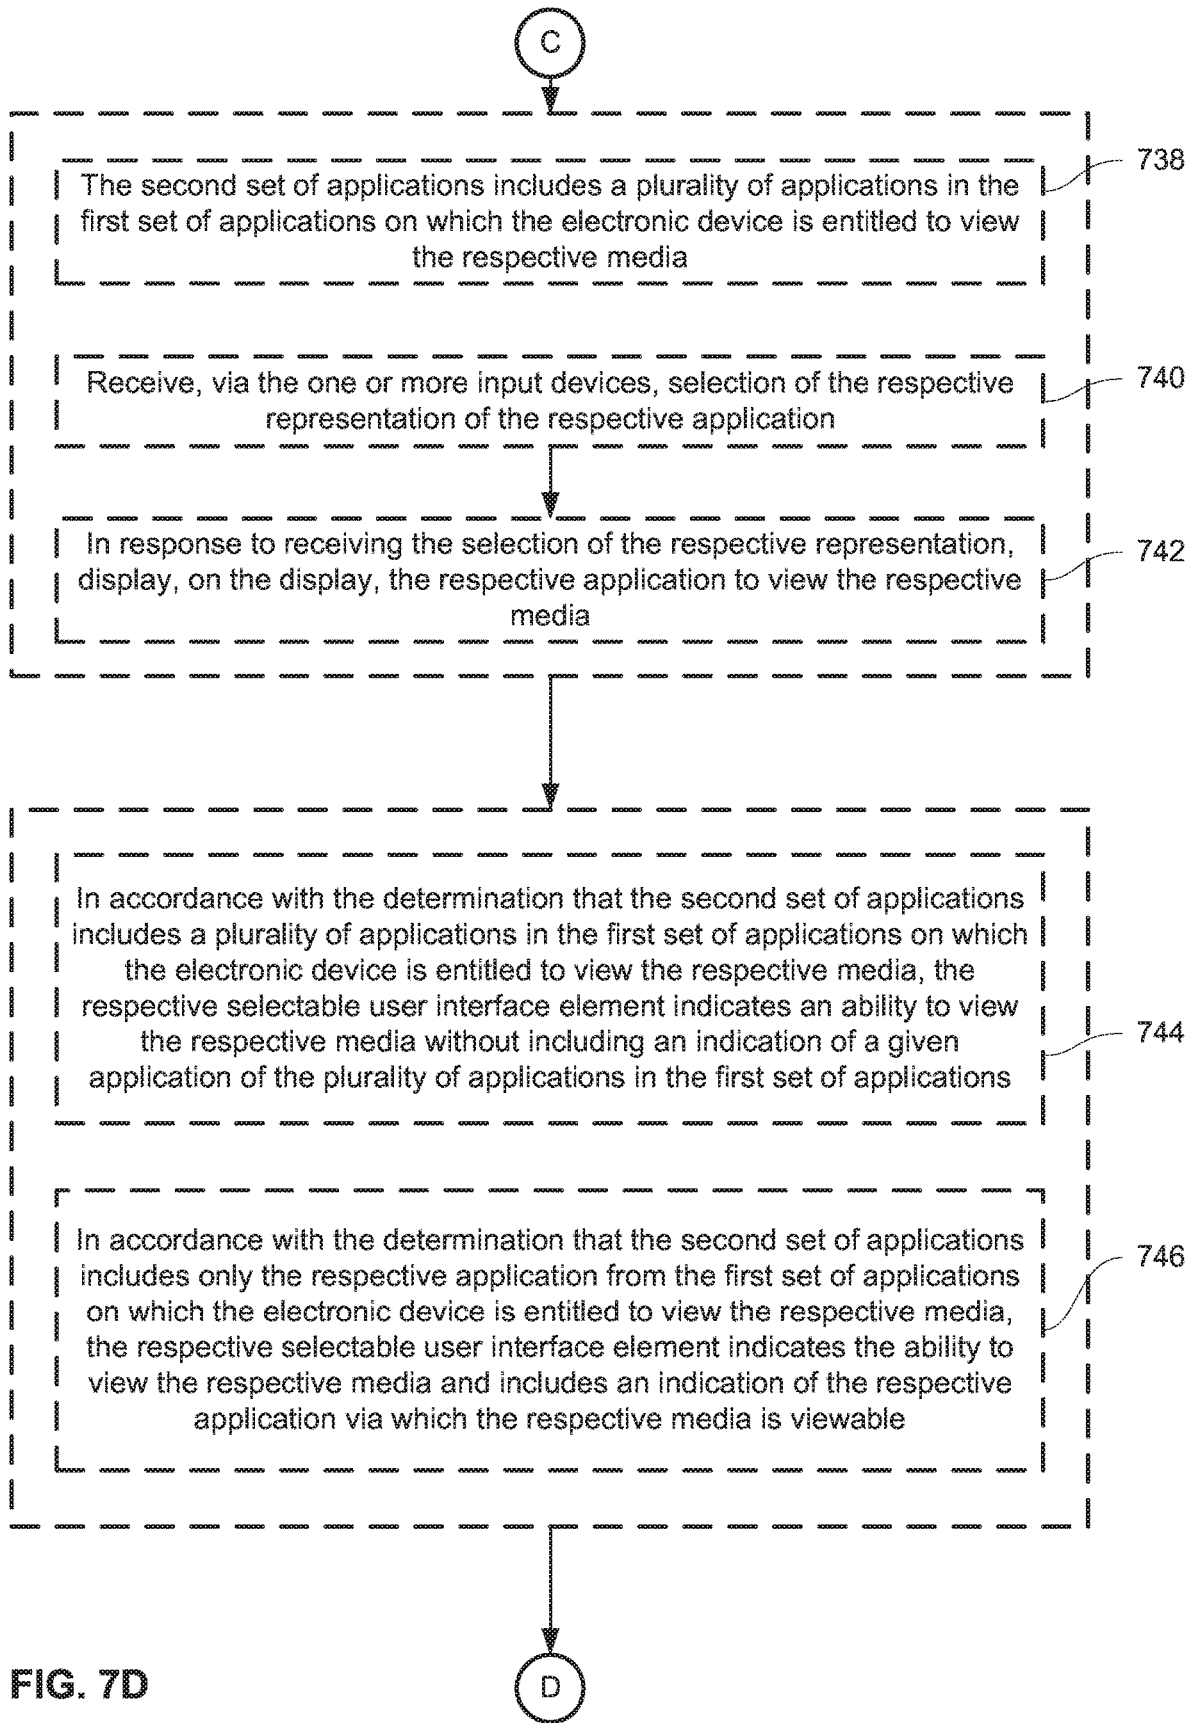 C
The second set of applications includes a plurality of applications in the
first set of applications on which the electronic device is entitled to view
the respective media
738
Receive, via the one or more input devices, selection of the respective
representation of the respective application
740
In response to receiving the selection of the respective representation,
display, on the display, the respective application to view the respective
media
742
In accordance with the determination that the second set of applications
includes a plurality of applications in the first set of applications on which
the electronic device is entitled to view the respective media, the
respective selectable user interface element indicates an ability to view
the respective media without including an indication of a given
application of the plurality of applications in the first set of applications
744
In accordance with the determination that the second set of applications
includes only the respective application from the first set of applications
on which the electronic device is entitled to view the respective media,
the respective selectable user interface element indicates the ability to
view the respective media and includes an indication of the respective
application via which the respective media is viewable
746
FIG. 7D
D